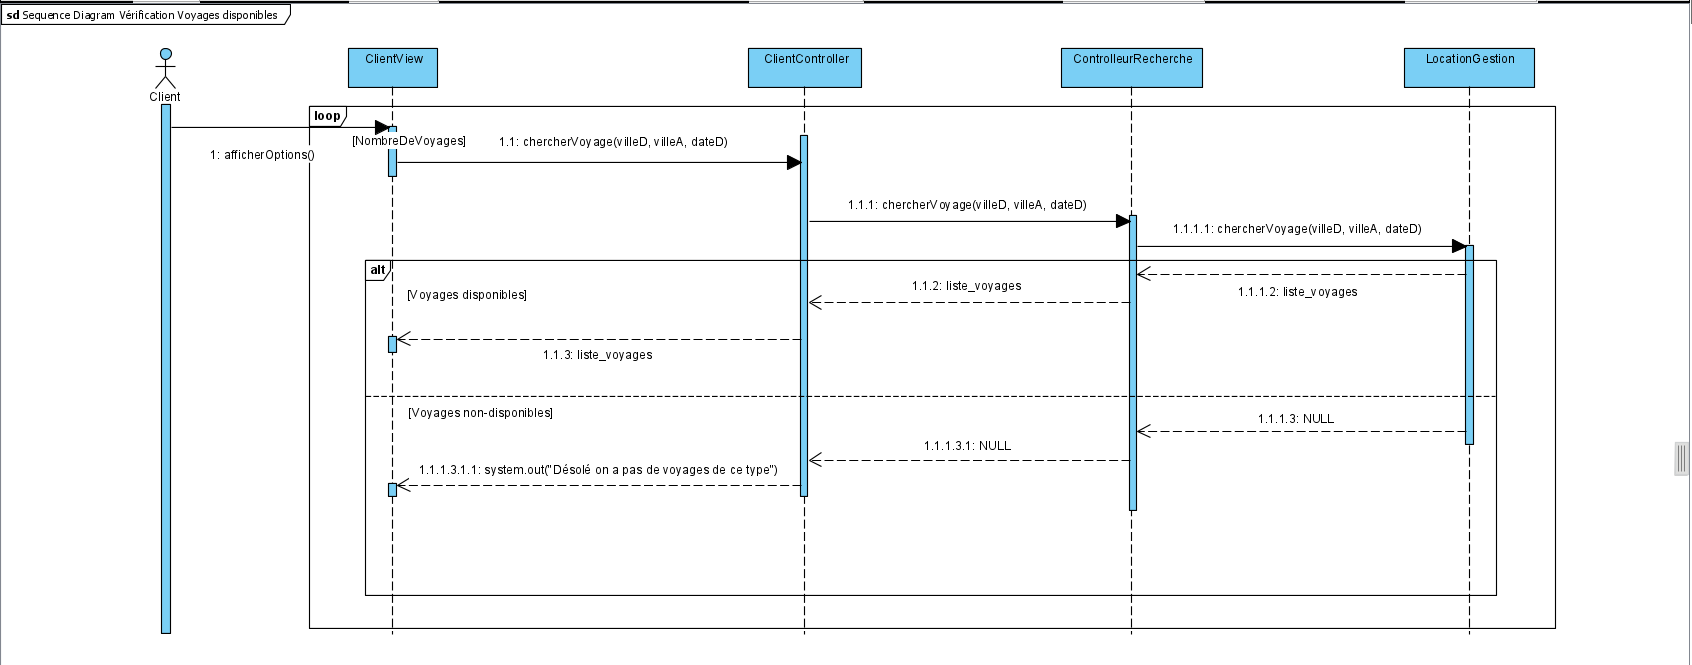 sd Sequence Diagram Vérification Voyages disponibles
Client
ClientView
ClientController
ControlleurRecherche
LocationGestion
loop
[NombreDeVoyages]
1: afficherOptions()
1.1: chercherVoyage(villeD, villeA, dateD)
1.1.1: chercherVoyage(villeD, villeA, dateD)
1.1.1.1: chercherVoyage(villeD, villeA, dateD)
alt
[Voyages disponibles]
1.1.1.2: liste_voyages
1.1.2: liste_voyages
1.1.3: liste_voyages
[Voyages non-disponibles]
1.1.1.3: NULL
1.1.1.3.1: NULL
1.1.1.3.1.1: system.out("Désolé on a pas de voyages de ce type")